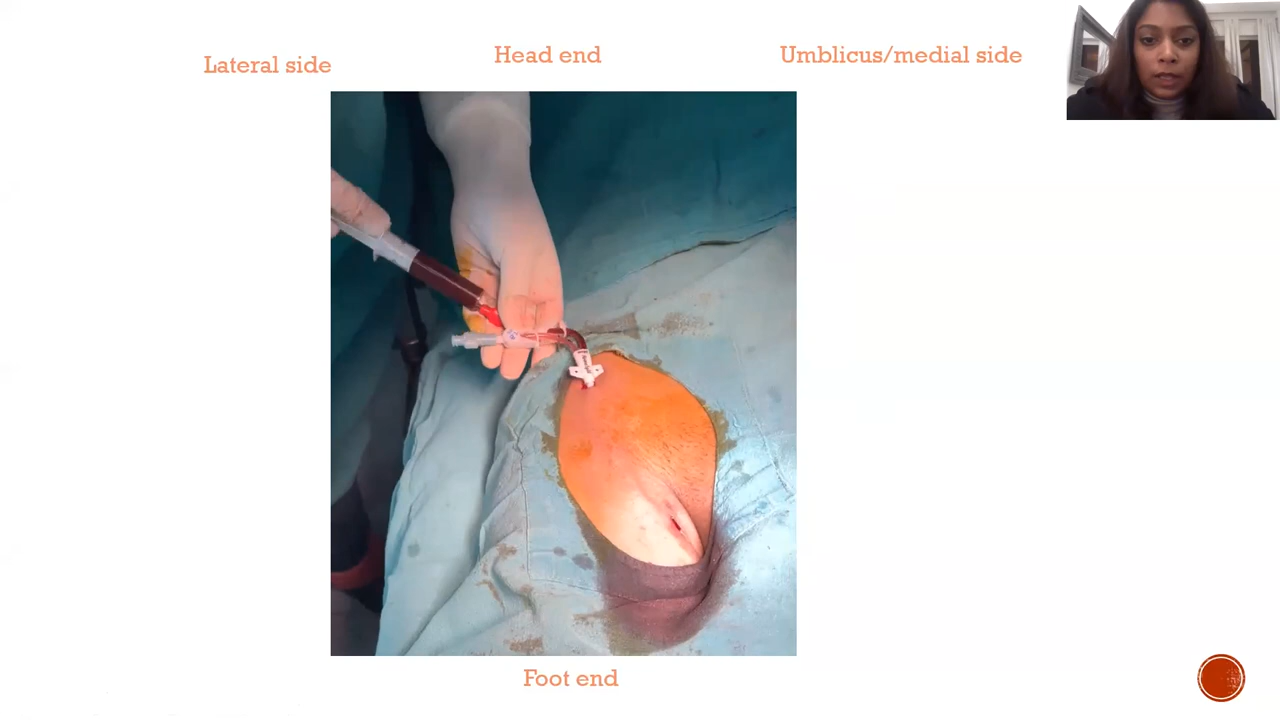 Lateral side
Head end
Umblicus/medial side
Foot end